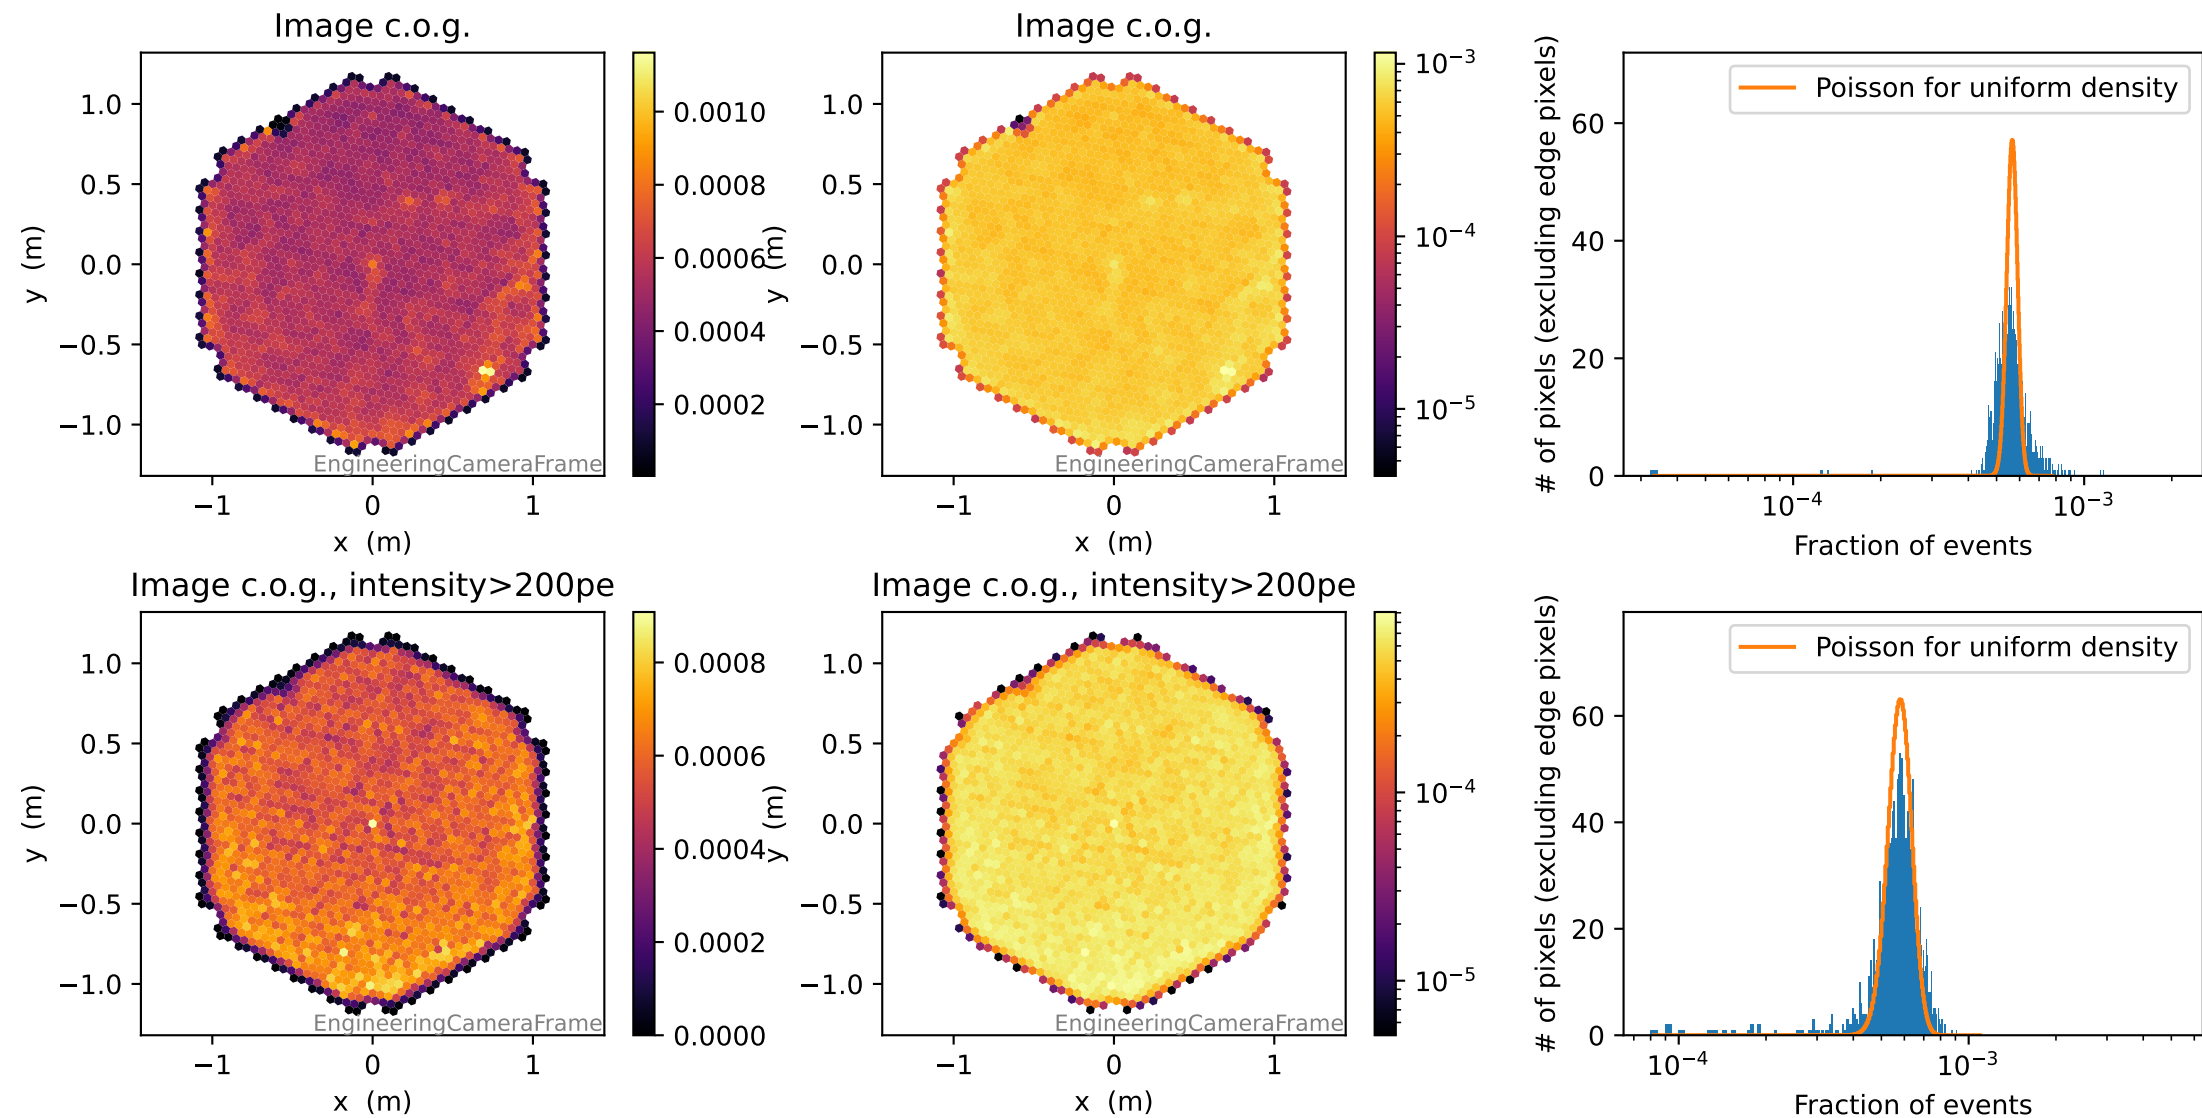 Image c.o.g.
1.0
0.5
0.0
−0.5
−1.0
y (m)
−1
0
1
x (m)
EngineeringCameraFrame
0.0010
0.0008
0.0006
0.0004
0.0002
Image c.o.g.
1.0
0.5
0.0
−0.5
−1.0
y (m)
−1
0
1
x (m)
EngineeringCameraFrame
10⁻³
10⁻⁴
10⁻⁵
Poisson for uniform density
# of pixels (excluding edge pixels)
60
40
20
0
10⁻⁴
10⁻³
Fraction of events
Image c.o.g., intensity>200pe
1.0
0.5
0.0
−0.5
−1.0
y (m)
−1
0
1
x (m)
EngineeringCameraFrame
0.0008
0.0006
0.0004
0.0002
0.0000
Image c.o.g., intensity>200pe
1.0
0.5
0.0
−0.5
−1.0
y (m)
−1
0
1
x (m)
EngineeringCameraFrame
10⁻⁴
10⁻⁵
Poisson for uniform density
# of pixels (excluding edge pixels)
60
40
20
0
10⁻⁴
10⁻³
Fraction of events